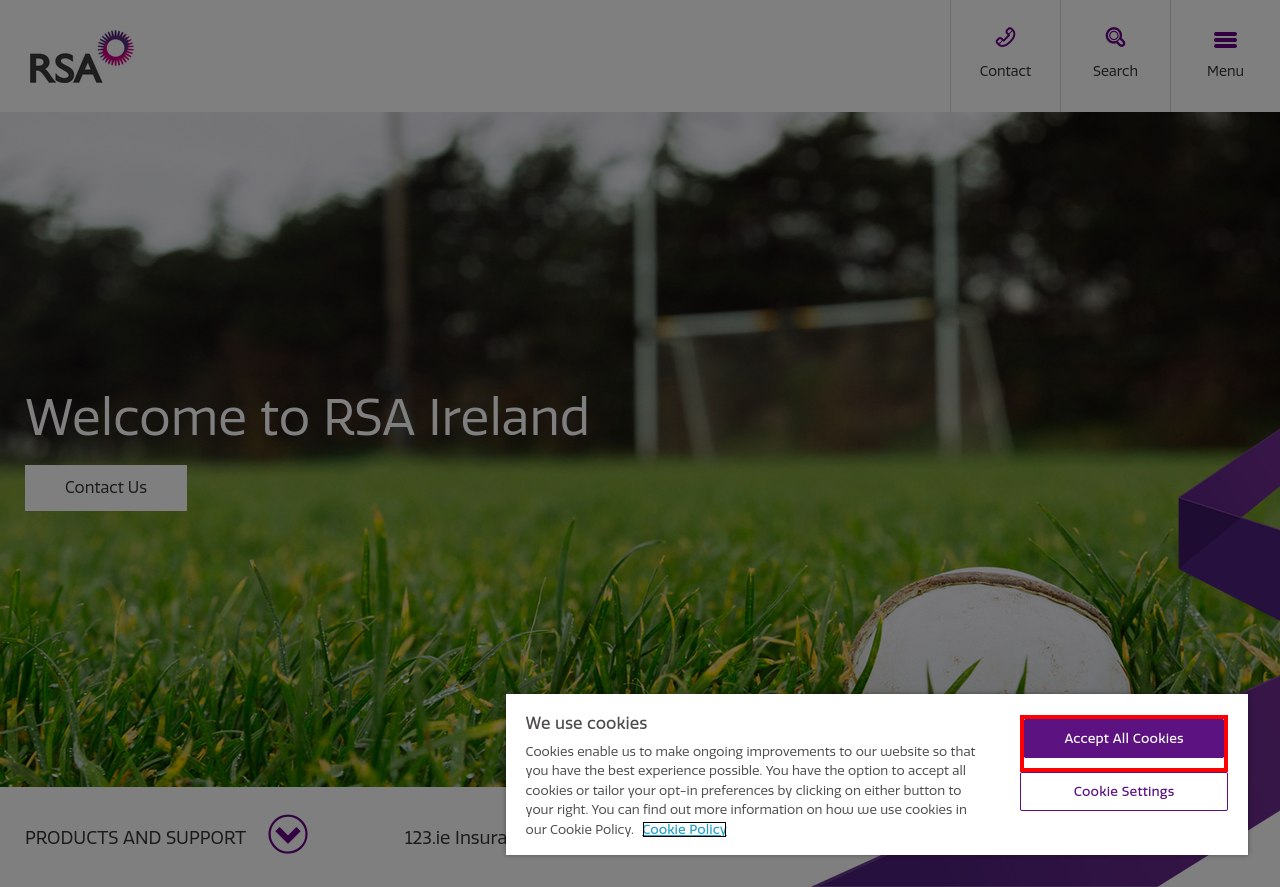 RSA
Contact
Search
Menu
Welcome to RSA Ireland
Contact Us
We use cookies
Cookies enable us to make ongoing improvements to our website so that
you have the best experience possible. You have the option to accept all
cookies or tailor your opt-in preferences by clicking on either button to
your right. You can find out more information on how we use cookies in
our Cookie Policy. Cookie Policy
Accept All Cookies
Cookie Settings
PRODUCTS AND SUPPORT
123.ie